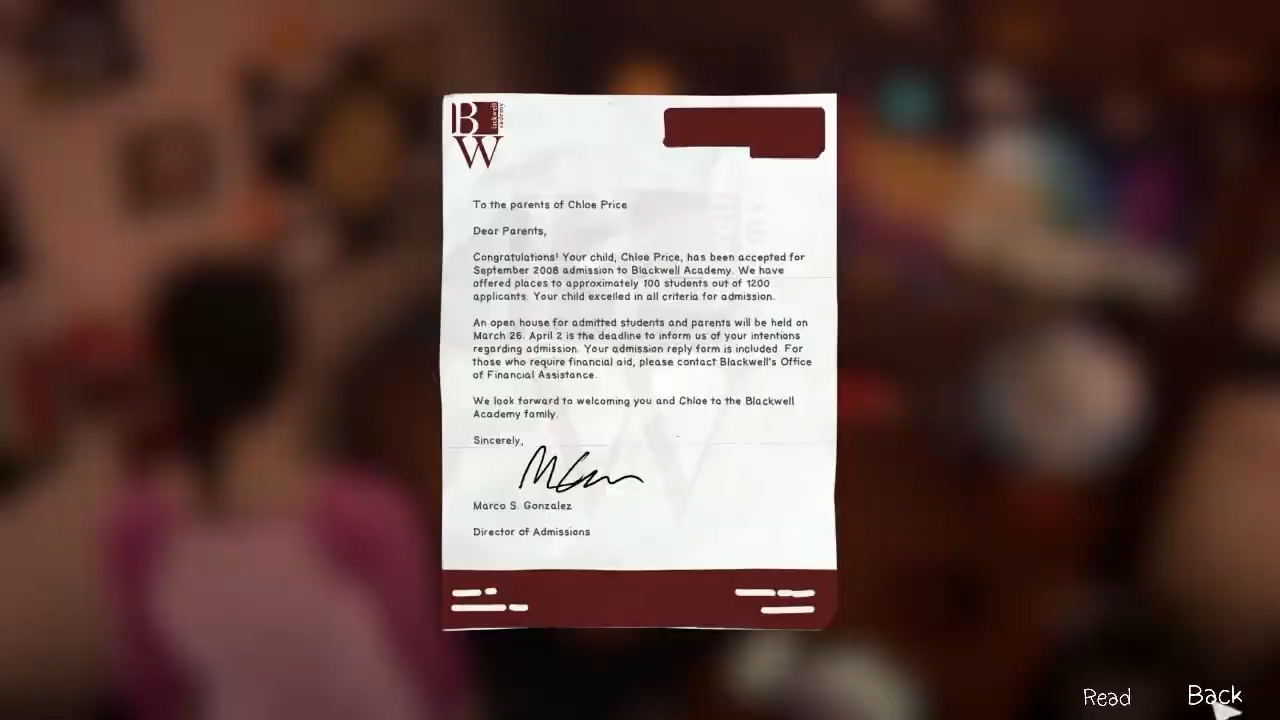 BW
To the parents of Chloe Price
Dear Parents,
Congratulations! Your child, Chloe Price, has been accepted for
September 2008 admission to Blackwell Academy. We have
offered places to approximately 100 students out of 1200
applicants. Your child excelled in all criteria for admission.
An open house for admitted students and parents will be held on
March 26. April 2 is the deadline to inform us of your intentions
regarding admission. Your admission reply form is included. For
those who require financial aid, please contact Blackwell's Office
of Financial Assistance.
We look forward to welcoming you and Chloe to the Blackwell
Academy family.
Sincerely,
Marco S. Gonzalez
Director of Admissions
Read
Back